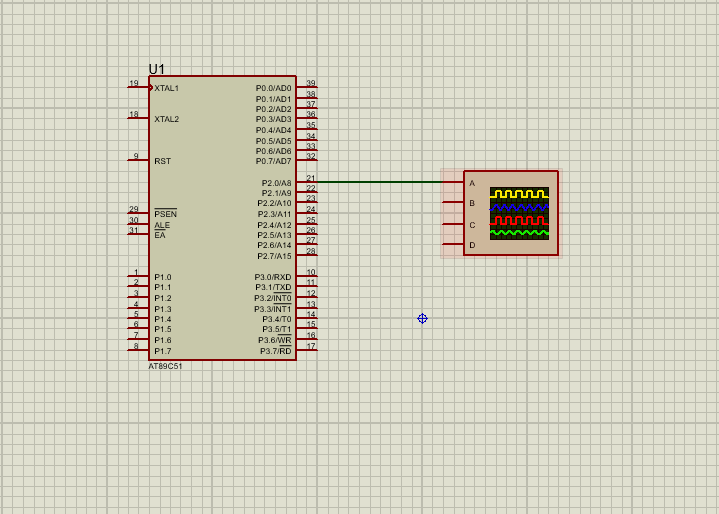 U1
19 XTAL1 P0.0/AD0 39
P0.1/AD1 38
P0.2/AD2 37
18 XTAL2 P0.3/AD3 36
P0.4/AD4 35
P0.5/AD5 34
P0.6/AD6 33
9 RST P0.7/AD7 32
P2.0/A8 21 A
P2.1/A9 22
P2.2/A10 23 B
29 PSEN P2.3/A11 24
30 ALE P2.4/A12 25 C
31 EA P2.5/A13 26
P2.6/A14 27 D
P2.7/A15 28
1 P1.0 P3.0/RXD 10
2 P1.1 P3.1/TXD 11
3 P1.2 P3.2/INT0 12
4 P1.3 P3.3/INT1 13
5 P1.4 P3.4/T0 14
6 P1.5 P3.5/T1 15
7 P1.6 P3.6/WR 16
8 P1.7 P3.7/RD 17
AT89C51